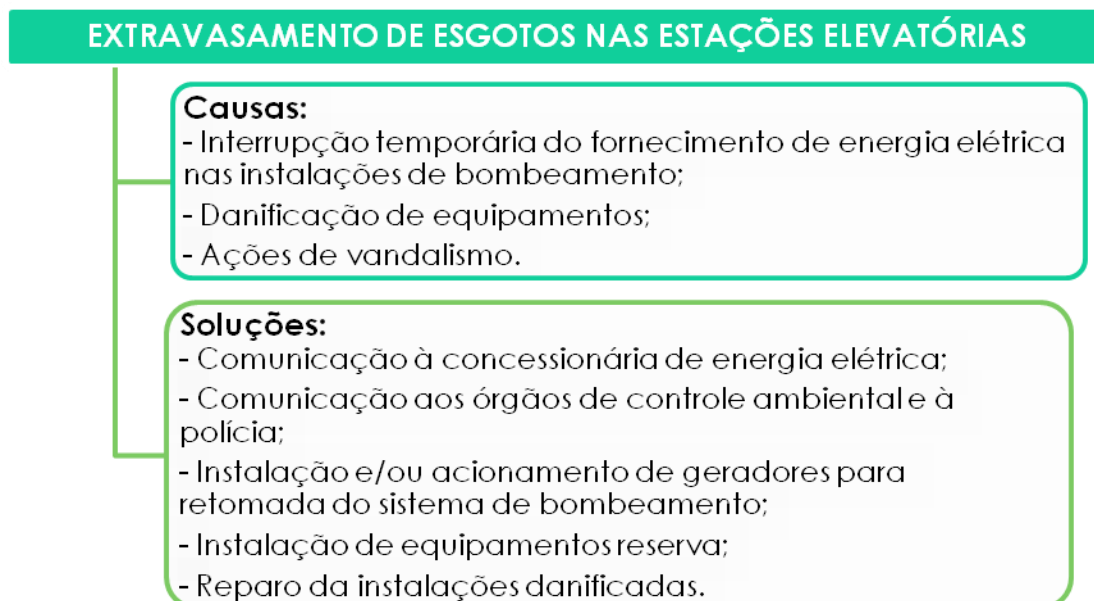 EXTRAVASAMENTO DE ESGOTOS NAS ESTAÇÕES ELEVATÓRIAS
Causas:
- Interrupção temporária do fornecimento de energia elétrica
nas instalações de bombeamento;
- Danificação de equipamentos;
- Ações de vandalismo.
Soluções:
- Comunicação à concessionária de energia elétrica;
- Comunicação aos órgãos de controle ambiental e à
polícia;
- Instalação e/ou acionamento de geradores para
retomada do sistema de bombeamento;
- Instalação de equipamentos reserva;
- Reparo da instalações danificadas.